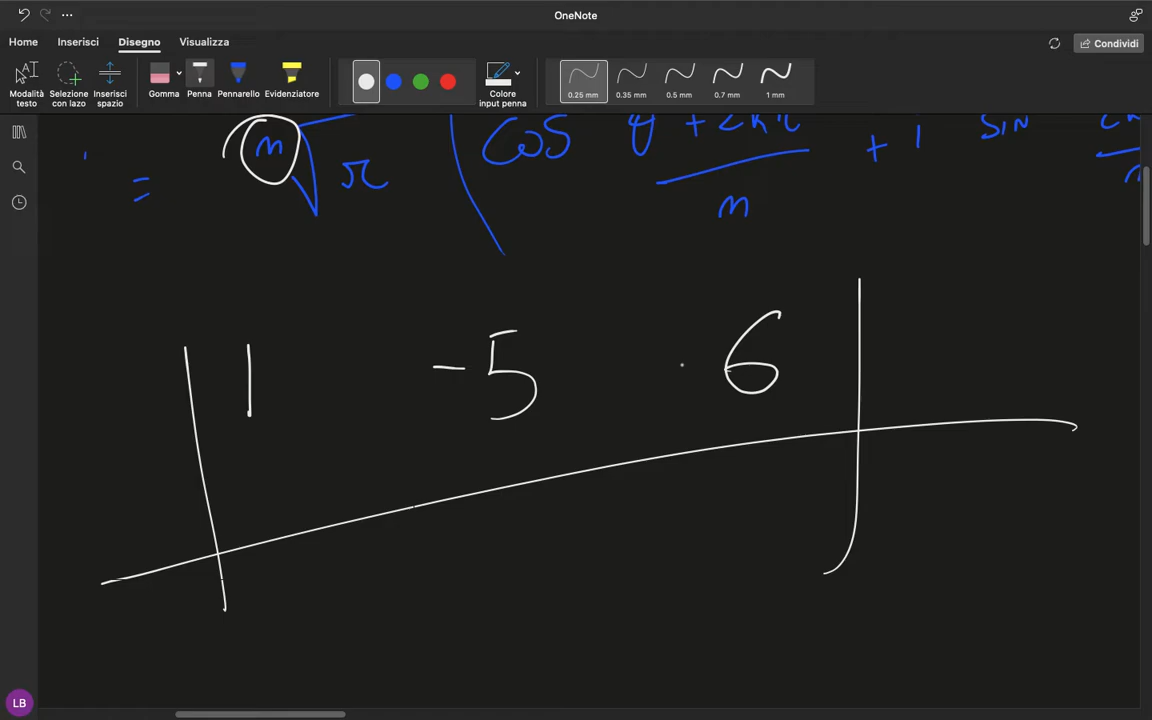 OneNote
Home Inserisci Disegno Visualizza
Condividi
Modalità testo Selezione con lazo Inserisci spazio Gomma Penna Pennarello Evidenziatore Colore input penna 0.25 mm 0.35 mm 0.5 mm 0.7 mm 1 mm
= n√r ( cos φ + 2kπ / n + i sin
1 -5 6
LB